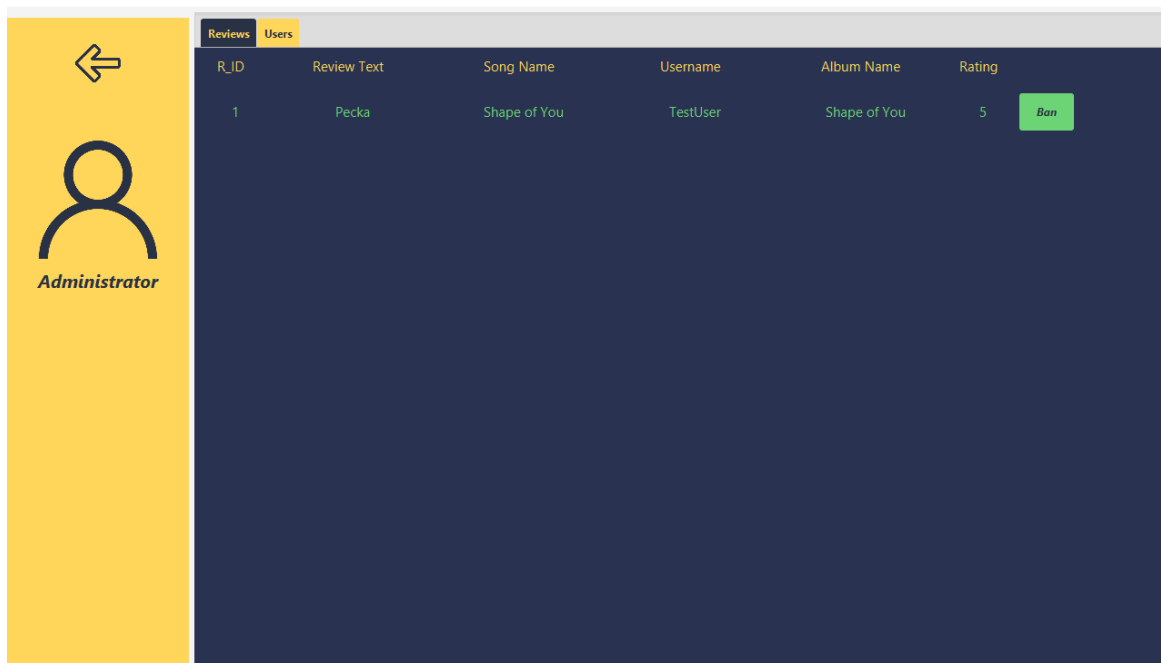 Reviews Users
R_ID Review Text Song Name Username Album Name Rating
1 Pecka Shape of You TestUser Shape of You 5 Ban
Administrator